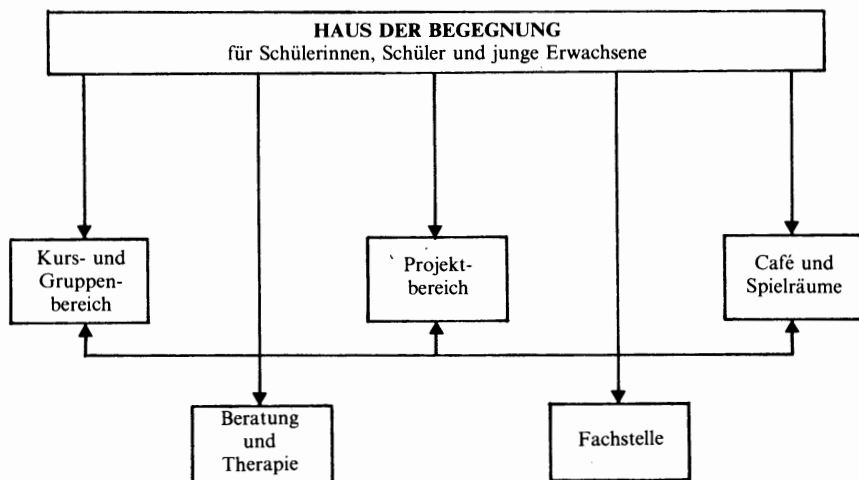 HAUS DER BEGEGNUNG
für Schülerinnen, Schüler und junge Erwachsene
Kurs- und
Gruppen-
bereich
Projekt-
bereich
Café und
Spielräume
Beratung
und
Therapie
Fachstelle